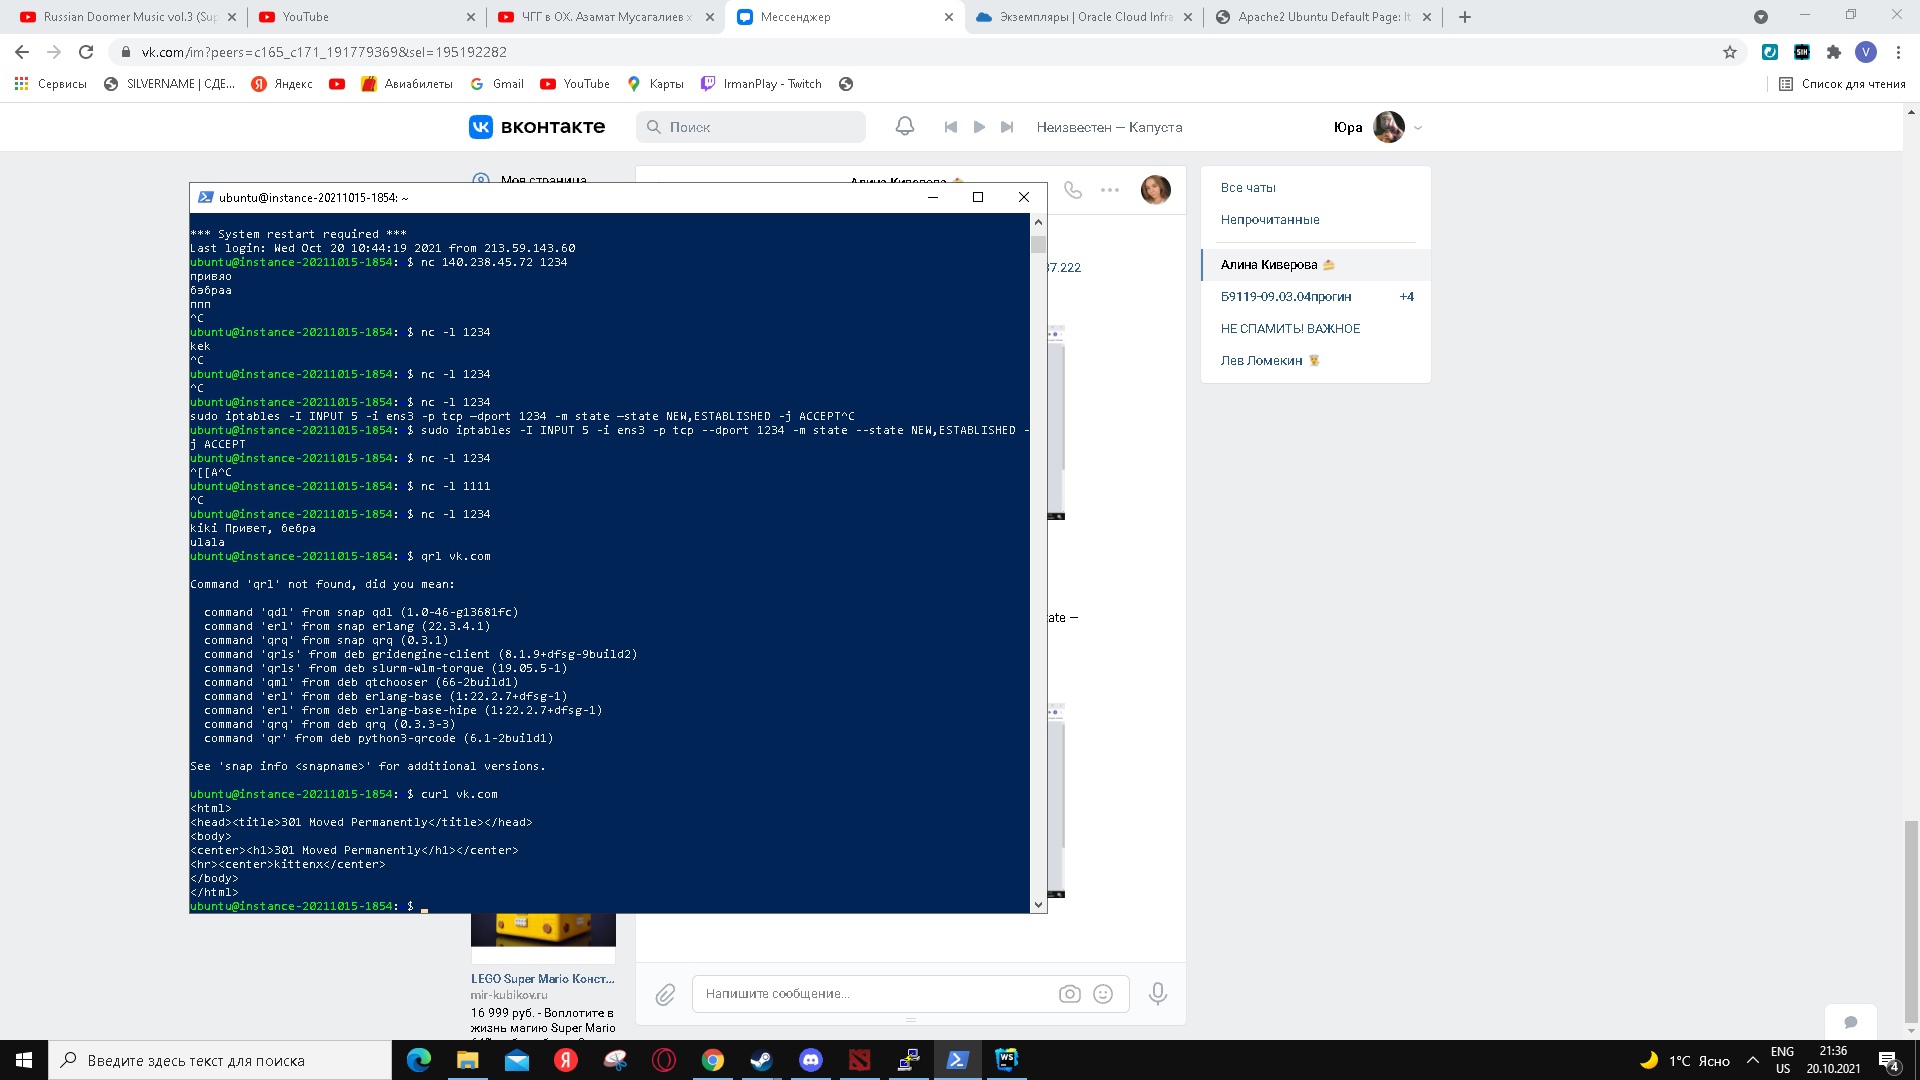 Russian Doomer Music vol.3 (Sup
YouTube
ЧГГ в ОХ. Азамат Мусагалиев х
Мессенджер
Экземпляры | Oracle Cloud Infra
Apache2 Ubuntu Default Page: It
vk.com/im?peers=c165_c171_191779369&sel=195192282
Сервисы
SILVERNAME | СДЕ...
Яндекс
Авиабилеты
Gmail
YouTube
Карты
IrmanPlay - Twitch
Список для чтения
вконтакте
Поиск
Неизвестен — Капуста
Юра
Моя страница
Алина Киверова
Все чаты
Непрочитанные
Алина Киверова
Б9119-09.03.04прогин +4
НЕ СПАМИТЬ! ВАЖНОЕ
Лев Ломекин
37.222
ate —
ubuntu@instance-20211015-1854: ~
*** System restart required ***
Last login: Wed Oct 20 10:44:19 2021 from 213.59.143.60
ubuntu@instance-20211015-1854: $ nc 140.238.45.72 1234
привяо
бэбраа
ппп
^C
ubuntu@instance-20211015-1854: $ nc -l 1234
kek
^C
ubuntu@instance-20211015-1854: $ nc -l 1234
^C
ubuntu@instance-20211015-1854: $ nc -l 1234
sudo iptables -I INPUT 5 -i ens3 -p tcp —dport 1234 -m state —state NEW,ESTABLISHED -j ACCEPT^C
ubuntu@instance-20211015-1854: $ sudo iptables -I INPUT 5 -i ens3 -p tcp --dport 1234 -m state --state NEW,ESTABLISHED -
j ACCEPT
ubuntu@instance-20211015-1854: $ nc -l 1234
^[[A^C
ubuntu@instance-20211015-1854: $ nc -l 1111
^C
ubuntu@instance-20211015-1854: $ nc -l 1234
kiki Привет, бебра
ulala
ubuntu@instance-20211015-1854: $ qrl vk.com
Command 'qrl' not found, did you mean:
command 'qdl' from snap qdl (1.0-46-g13681fc)
command 'erl' from snap erlang (22.3.4.1)
command 'qrq' from snap qrq (0.3.1)
command 'qrls' from deb gridengine-client (8.1.9+dfsg-9build2)
command 'qrls' from deb slurm-wlm-torque (19.05.5-1)
command 'qml' from deb qtchooser (66-2build1)
command 'erl' from deb erlang-base (1:22.2.7+dfsg-1)
command 'erl' from deb erlang-base-hipe (1:22.2.7+dfsg-1)
command 'qrq' from deb qrq (0.3.3-3)
command 'qr' from deb python3-qrcode (6.1-2build1)
See 'snap info <snapname>' for additional versions.
ubuntu@instance-20211015-1854: $ curl vk.com
<html>
<head><title>301 Moved Permanently</title></head>
<body>
<center><h1>301 Moved Permanently</h1></center>
<hr><center>kittenx</center>
</body>
</html>
ubuntu@instance-20211015-1854: $
LEGO Super Mario Конст...
mir-kubikov.ru
16 999 руб. - Воплотите в
жизнь магию Super Mario
Напишите сообщение...
Введите здесь текст для поиска
1°C Ясно
ENG
US
21:36
20.10.2021
4